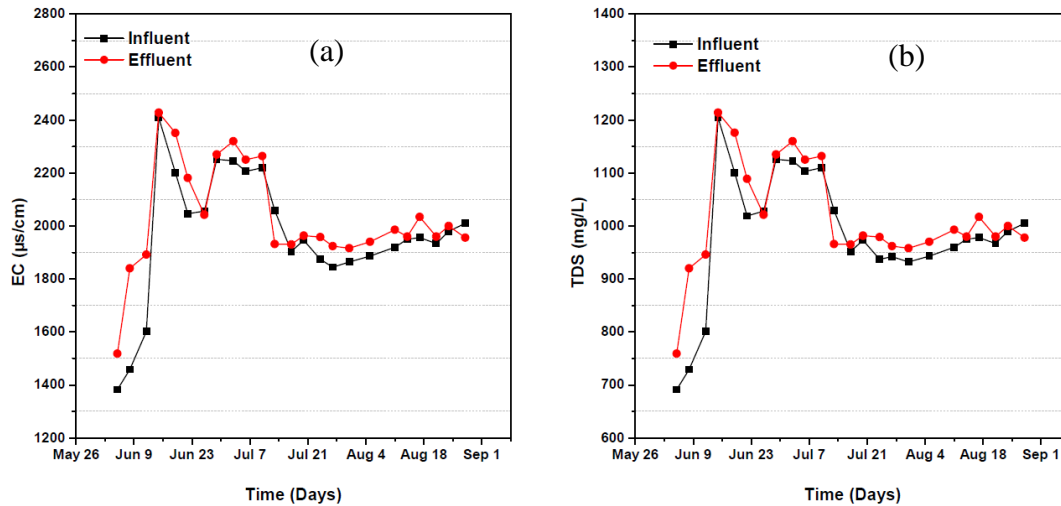 2800
2600
2400
2200
2000
1800
1600
1400
1200
EC (µs/cm)
Influent
Effluent
(a)
May 26 Jun 9 Jun 23 Jul 7 Jul 21 Aug 4 Aug 18 Sep 1
Time (Days)
1400
1300
1200
1100
1000
900
800
700
600
TDS (mg/L)
Influent
Effluent
(b)
May 26 Jun 9 Jun 23 Jul 7 Jul 21 Aug 4 Aug 18 Sep 1
Time (Days)